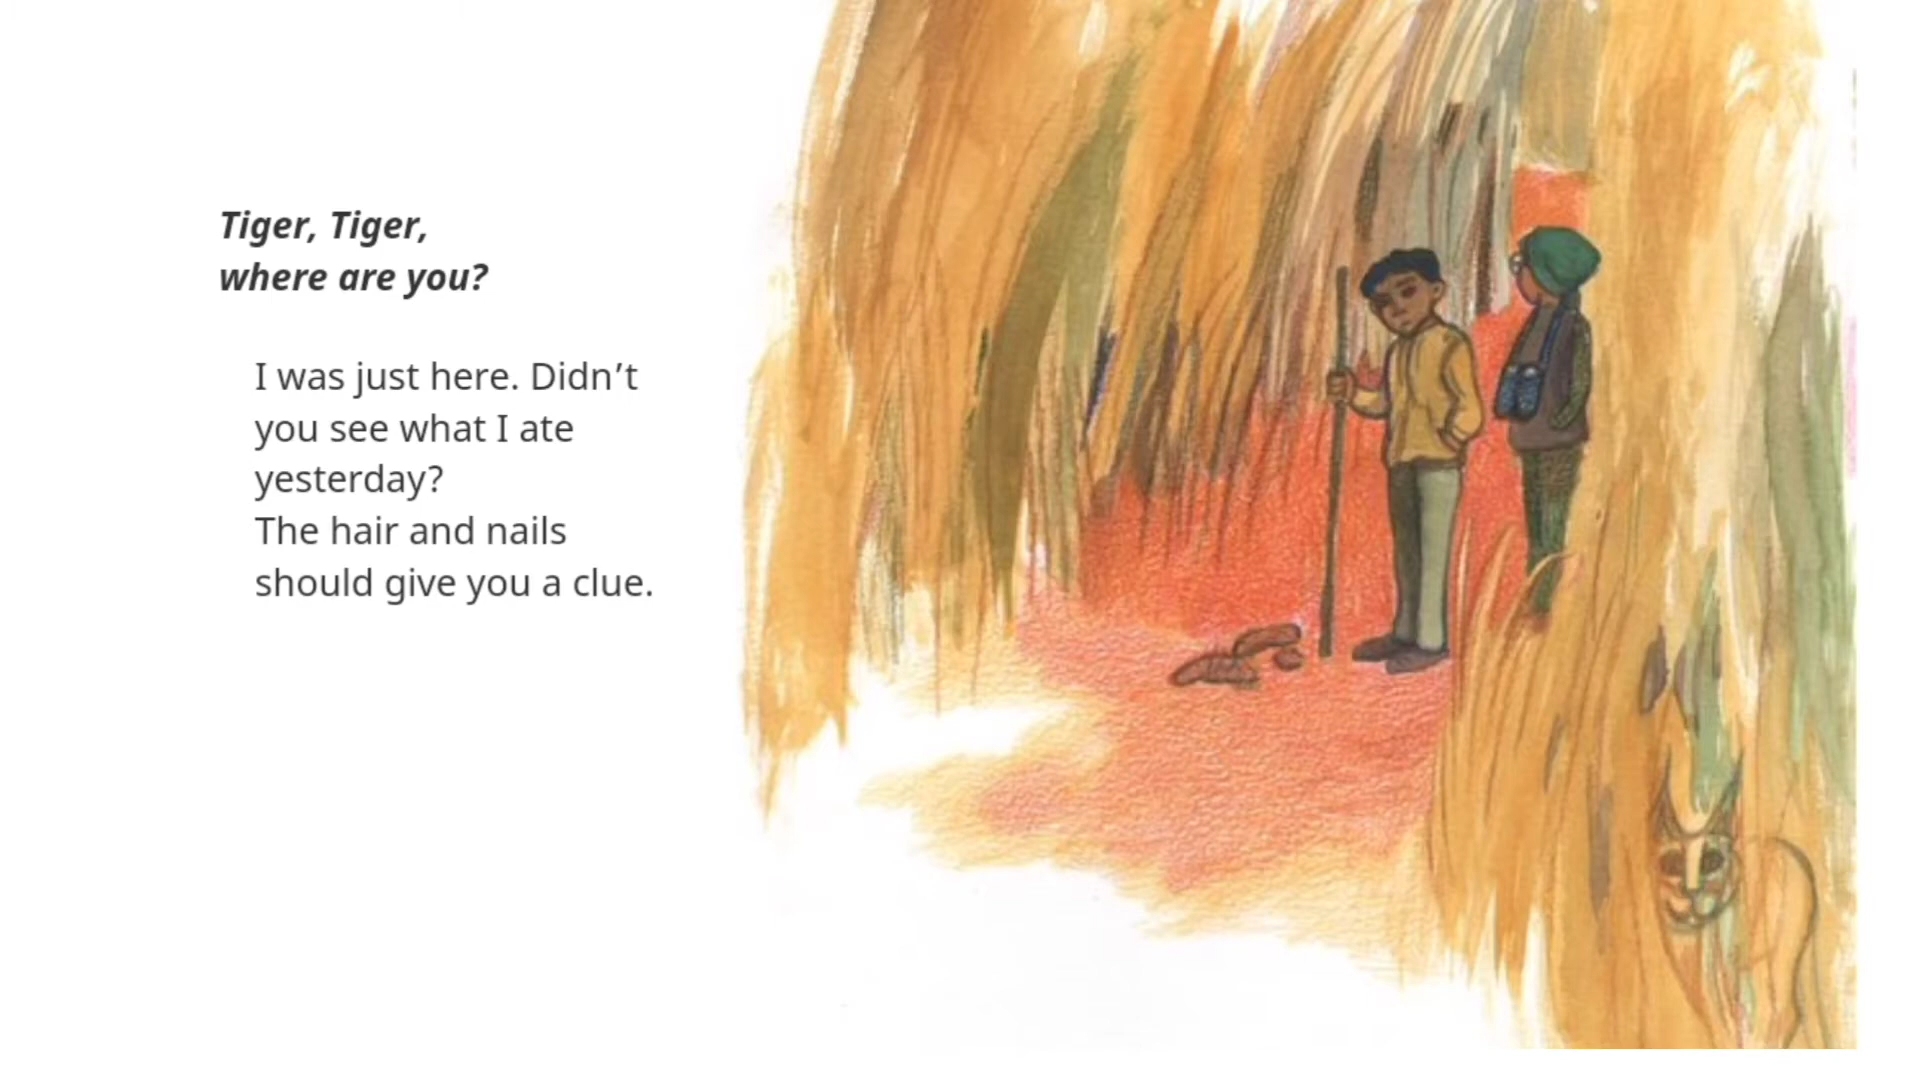 Tiger, Tiger,
where are you?
I was just here. Didn’t
you see what I ate
yesterday?
The hair and nails
should give you a clue.